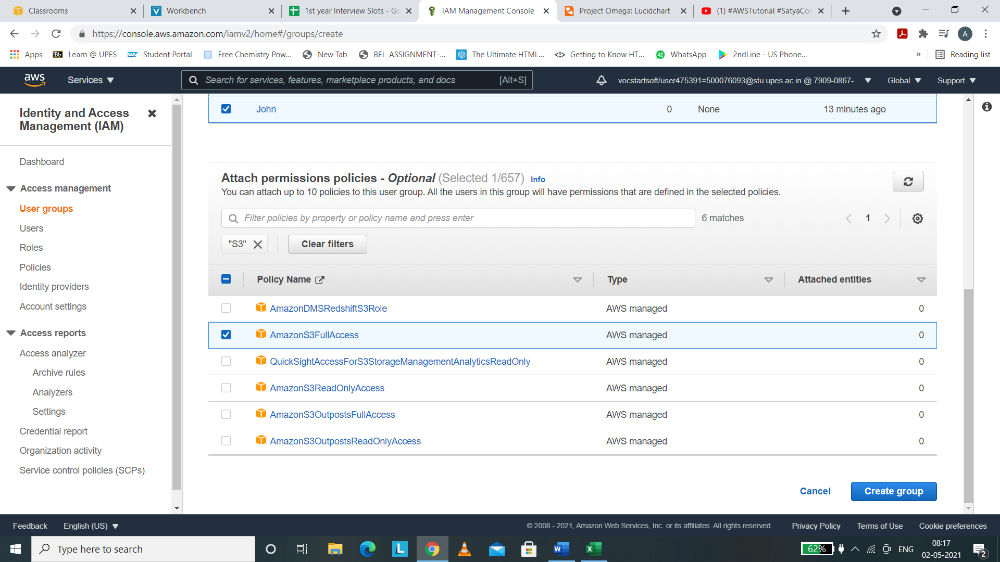 Classrooms
Workbench
1st year Interview Slots - Go
IAM Management Console
Project Omega: Lucidchart
(1) #AWSTutorial #SatyaCo
https://console.aws.amazon.com/iamv2/home#/groups/create
A
Apps
Bb Learn @ UPES
SAP Student Portal
Free Chemistry Pow...
New Tab
BEL_ASSIGNMENT-...
The Ultimate HTML...
Getting to Know HT...
42 WhatsApp
2ndLine - US Phone...
»
Reading list
aws
Services
Search for services, features, marketplace products, and docs [Alt+S]
vocstartsoft/user475391=500076093@stu.upes.ac.in @ 7909-0867-...
Global
Support
Identity and Access
Management (IAM)
Dashboard
Access management
User groups
Users
Roles
Policies
Identity providers
Account settings
Access reports
Access analyzer
Archive rules
Analyzers
Settings
Credential report
Organization activity
Service control policies (SCPs)
John 0 None 13 minutes ago
Attach permissions policies - Optional (Selected 1/657) Info
You can attach up to 10 policies to this user group. All the users in this group will have permissions that are defined in the selected policies.
Filter policies by property or policy name and press enter
6 matches
1
"S3"
Clear filters
Policy Name Type Attached entities
AmazonDMSRedshiftS3Role AWS managed 0
AmazonS3FullAccess AWS managed 0
QuickSightAccessForS3StorageManagementAnalyticsReadOnly AWS managed 0
AmazonS3ReadOnlyAccess AWS managed 0
AmazonS3OutpostsFullAccess AWS managed 0
AmazonS3OutpostsReadOnlyAccess AWS managed 0
Cancel
Create group
Feedback
English (US)
© 2008 - 2021, Amazon Web Services, Inc. or its affiliates. All rights reserved.
Privacy Policy
Terms of Use
Cookie preferences
Type here to search
L
W
X
62%
ENG
08:17
02-05-2021
2